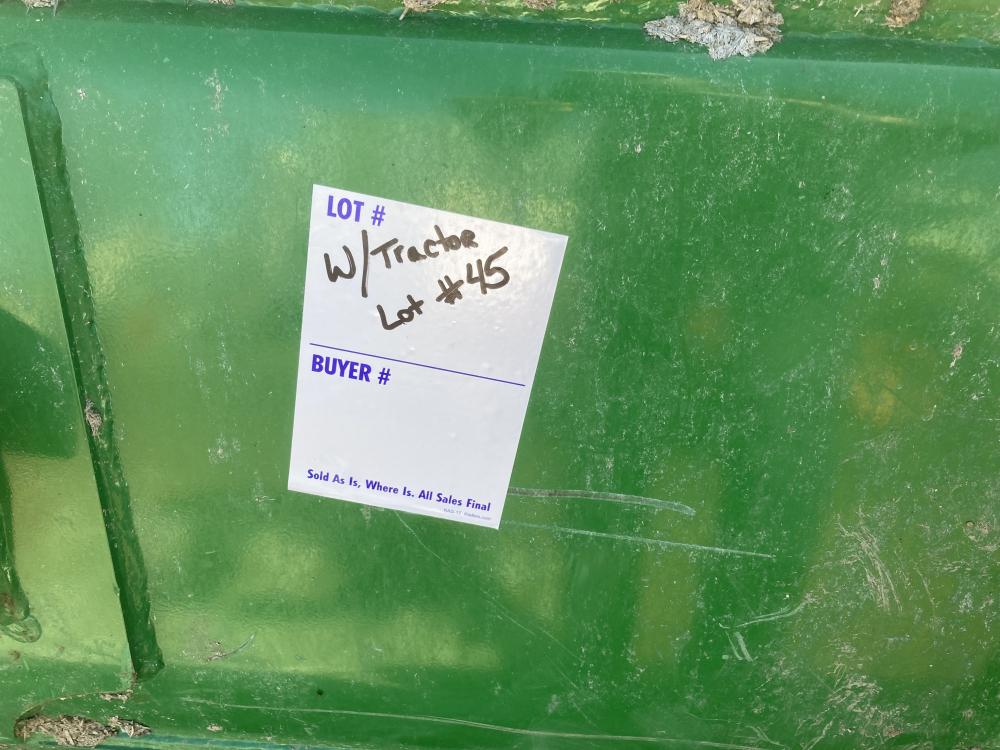 LOT #
W/Tractor
Lot #45
BUYER #
Sold As Is, Where Is. All Sales Final